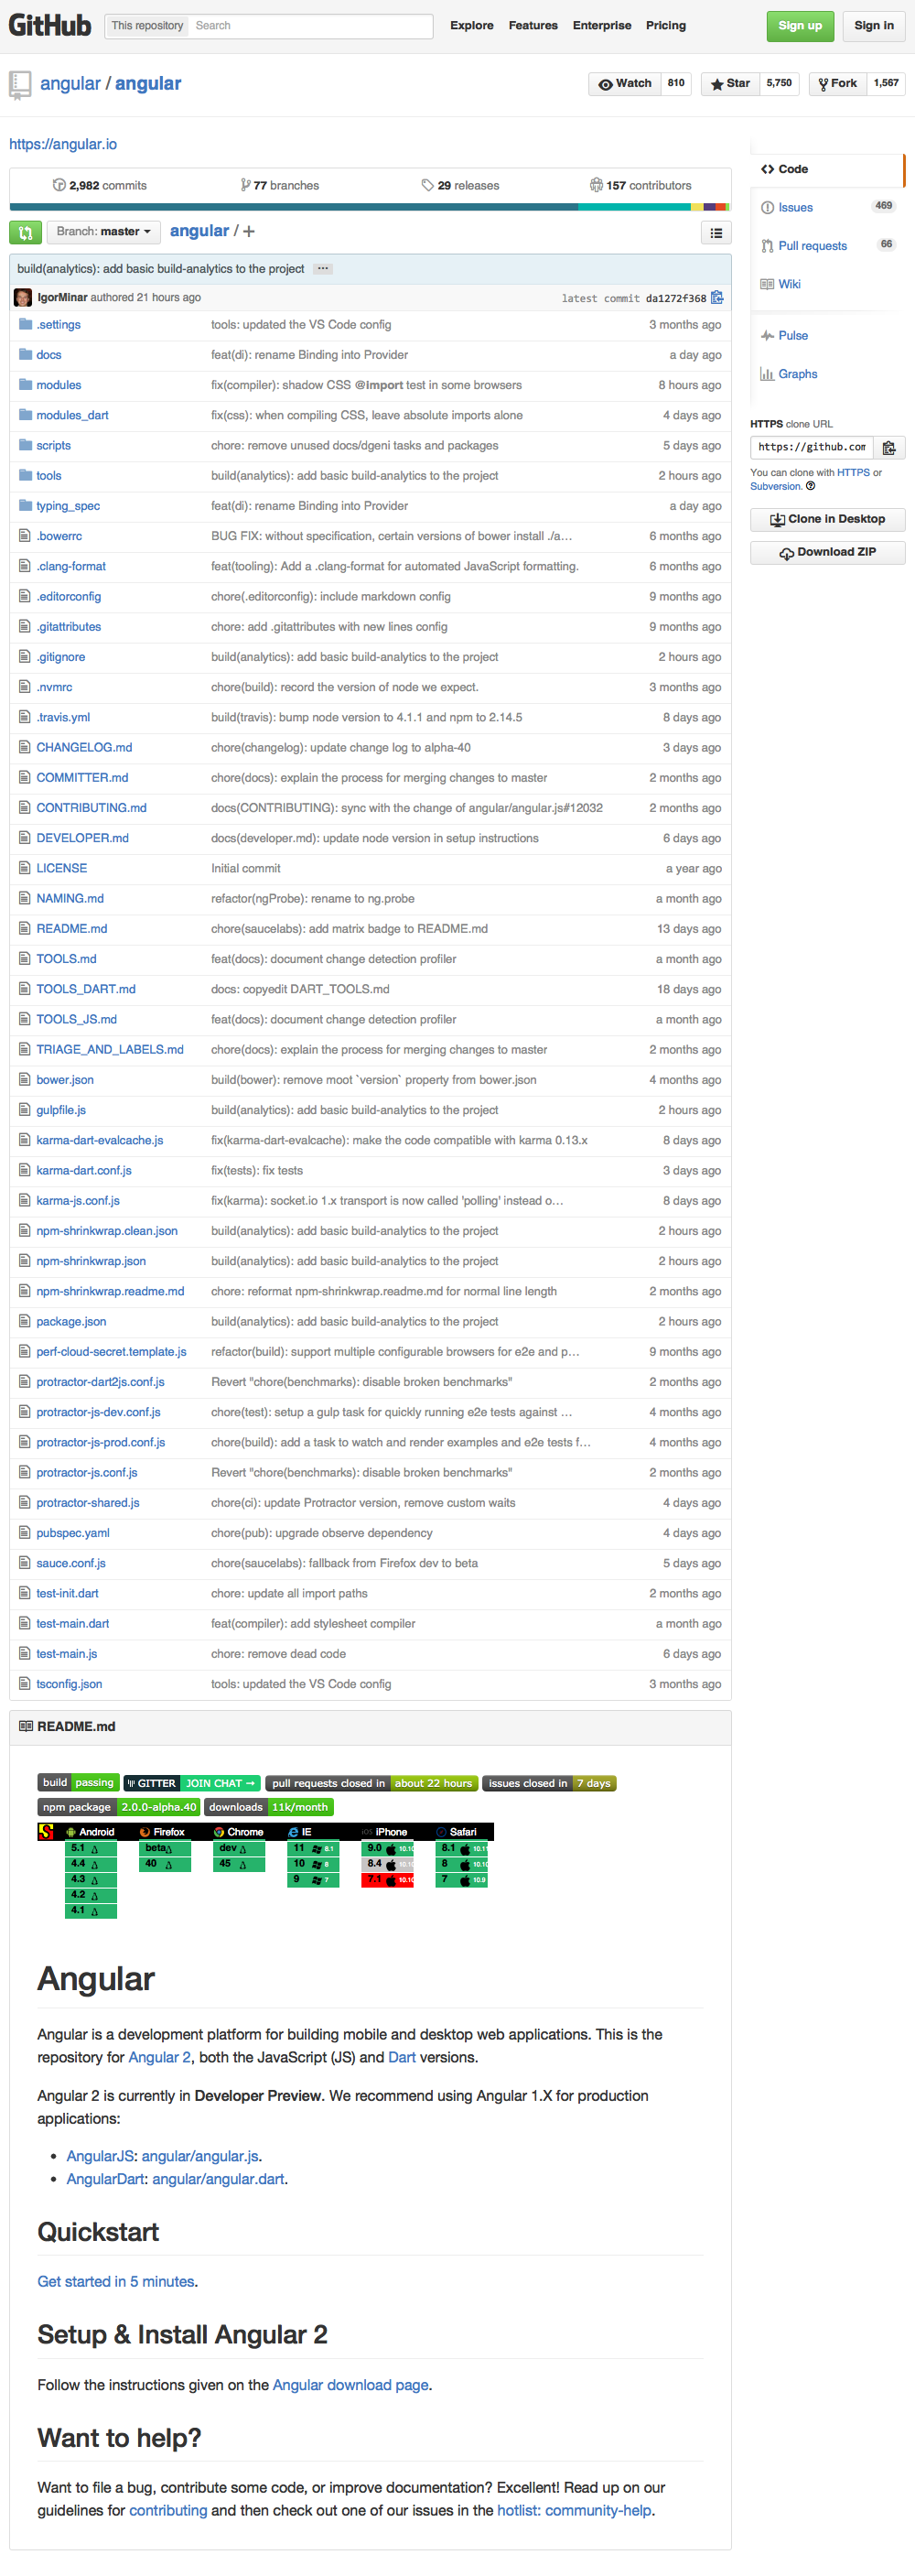 GitHub This repository Search Explore Features Enterprise Pricing Sign up Sign in
angular / angular Watch 810 Star 5,750 Fork 1,567
https://angular.io
2,982 commits 77 branches 29 releases 157 contributors
Branch: master angular / +
build(analytics): add basic build-analytics to the project …
IgorMinar authored 21 hours ago latest commit da1272f368
.settings tools: updated the VS Code config 3 months ago
docs feat(di): rename Binding into Provider a day ago
modules fix(compiler): shadow CSS @import test in some browsers 8 hours ago
modules_dart fix(css): when compiling CSS, leave absolute imports alone 4 days ago
scripts chore: remove unused docs/dgeni tasks and packages 5 days ago
tools build(analytics): add basic build-analytics to the project 2 hours ago
typing_spec feat(di): rename Binding into Provider a day ago
.bowerrc BUG FIX: without specification, certain versions of bower install ./a… 6 months ago
.clang-format feat(tooling): Add a .clang-format for automated JavaScript formatting. 6 months ago
.editorconfig chore(.editorconfig): include markdown config 9 months ago
.gitattributes chore: add .gitattributes with new lines config 9 months ago
.gitignore build(analytics): add basic build-analytics to the project 2 hours ago
.nvmrc chore(build): record the version of node we expect. 3 months ago
.travis.yml build(travis): bump node version to 4.1.1 and npm to 2.14.5 8 days ago
CHANGELOG.md chore(changelog): update change log to alpha-40 3 days ago
COMMITTER.md chore(docs): explain the process for merging changes to master 2 months ago
CONTRIBUTING.md docs(CONTRIBUTING): sync with the change of angular/angular.js#12032 2 months ago
DEVELOPER.md docs(developer.md): update node version in setup instructions 6 days ago
LICENSE Initial commit a year ago
NAMING.md refactor(ngProbe): rename to ng.probe a month ago
README.md chore(saucelabs): add matrix badge to README.md 13 days ago
TOOLS.md feat(docs): document change detection profiler a month ago
TOOLS_DART.md docs: copyedit DART_TOOLS.md 18 days ago
TOOLS_JS.md feat(docs): document change detection profiler a month ago
TRIAGE_AND_LABELS.md chore(docs): explain the process for merging changes to master 2 months ago
bower.json build(bower): remove moot `version` property from bower.json 4 months ago
gulpfile.js build(analytics): add basic build-analytics to the project 2 hours ago
karma-dart-evalcache.js fix(karma-dart-evalcache): make the code compatible with karma 0.13.x 8 days ago
karma-dart.conf.js fix(tests): fix tests 3 days ago
karma-js.conf.js fix(karma): socket.io 1.x transport is now called 'polling' instead o… 8 days ago
npm-shrinkwrap.clean.json build(analytics): add basic build-analytics to the project 2 hours ago
npm-shrinkwrap.json build(analytics): add basic build-analytics to the project 2 hours ago
npm-shrinkwrap.readme.md chore: reformat npm-shrinkwrap.readme.md for normal line length 2 months ago
package.json build(analytics): add basic build-analytics to the project 2 hours ago
perf-cloud-secret.template.js refactor(build): support multiple configurable browsers for e2e and p… 9 months ago
protractor-dart2js.conf.js Revert "chore(benchmarks): disable broken benchmarks" 2 months ago
protractor-js-dev.conf.js chore(test): setup a gulp task for quickly running e2e tests against … 4 months ago
protractor-js-prod.conf.js chore(build): add a task to watch and render examples and e2e tests f… 4 months ago
protractor-js.conf.js Revert "chore(benchmarks): disable broken benchmarks" 2 months ago
protractor-shared.js chore(ci): update Protractor version, remove custom waits 4 days ago
pubspec.yaml chore(pub): upgrade observe dependency 4 days ago
sauce.conf.js chore(saucelabs): fallback from Firefox dev to beta 5 days ago
test-init.dart chore: update all import paths 2 months ago
test-main.dart feat(compiler): add stylesheet compiler a month ago
test-main.js chore: remove dead code 6 days ago
tsconfig.json tools: updated the VS Code config 3 months ago
Code
Issues 469
Pull requests 66
Wiki
Pulse
Graphs
HTTPS clone URL
https://github.com
You can clone with HTTPS or
Subversion.
Clone in Desktop
Download ZIP
README.md
build passing GITTER JOIN CHAT → pull requests closed in about 22 hours issues closed in 7 days
npm package 2.0.0-alpha.40 downloads 11k/month
S Android Firefox Chrome IE iOS iPhone Safari
5.1 beta dev 11 8.1 9.0 10.10 8.1 10.11
4.4 40 45 10 8 8.4 10.10 8 10.10
4.3 9 7 7.1 10.10 7 10.9
4.2
4.1
Angular
Angular is a development platform for building mobile and desktop web applications. This is the
repository for Angular 2, both the JavaScript (JS) and Dart versions.
Angular 2 is currently in Developer Preview. We recommend using Angular 1.X for production
applications:
• AngularJS: angular/angular.js.
• AngularDart: angular/angular.dart.
Quickstart
Get started in 5 minutes.
Setup & Install Angular 2
Follow the instructions given on the Angular download page.
Want to help?
Want to file a bug, contribute some code, or improve documentation? Excellent! Read up on our
guidelines for contributing and then check out one of our issues in the hotlist: community-help.